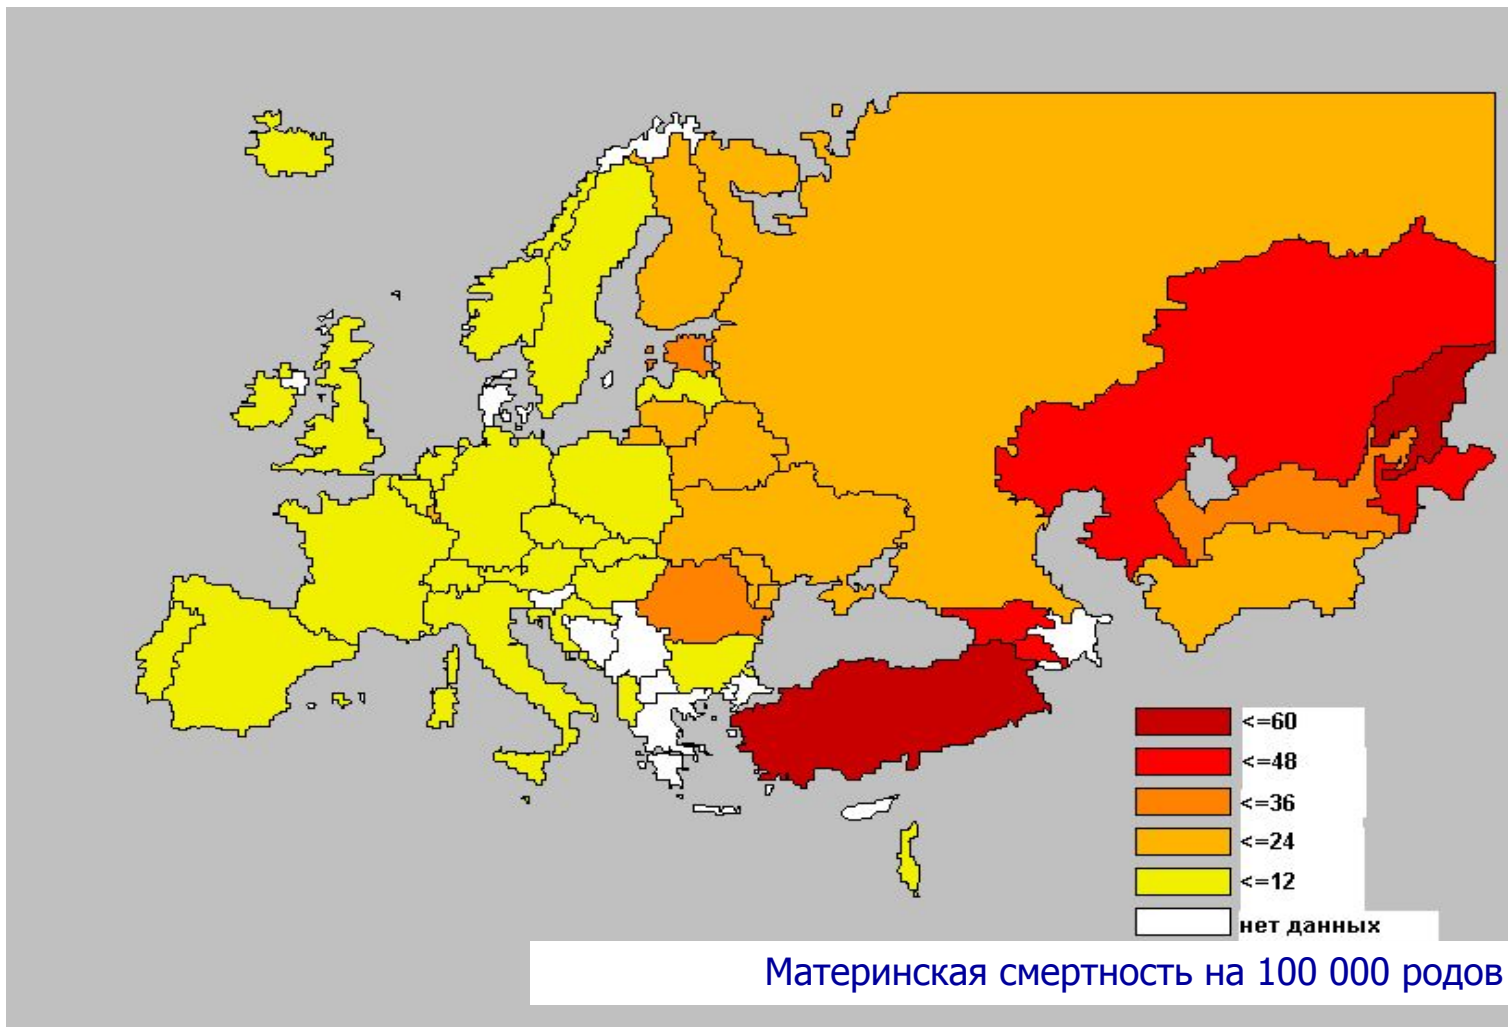 <=60
<=48
<=36
<=24
<=12
нет данных
Материнская смертность на 100 000 родов